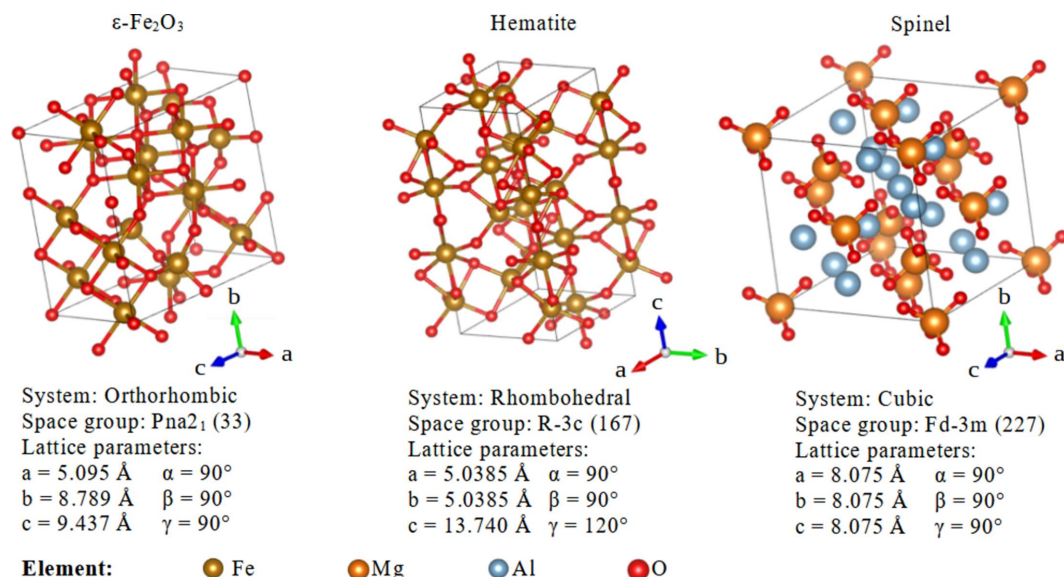 ε-Fe₂O₃
Hematite
Spinel
b
c
a
c
a
b
b
c
a
System: Orthorhombic
Space group: Pna2₁ (33)
Lattice parameters:
a = 5.095 Å α = 90°
b = 8.789 Å β = 90°
c = 9.437 Å γ = 90°
System: Rhombohedral
Space group: R-3c (167)
Lattice parameters:
a = 5.0385 Å α = 90°
b = 5.0385 Å β = 90°
c = 13.740 Å γ = 120°
System: Cubic
Space group: Fd-3m (227)
Lattice parameters:
a = 8.075 Å α = 90°
b = 8.075 Å β = 90°
c = 8.075 Å γ = 90°
Element: Fe Mg Al O